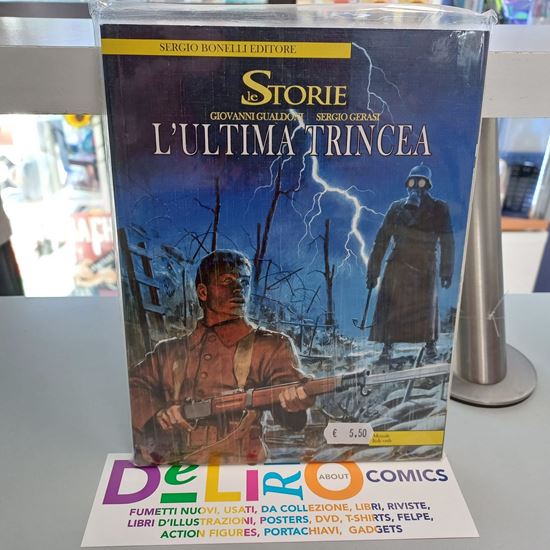 SERGIO BONELLI EDITORE
le STORIE
GIOVANNI GUALDONI SERGIO GERASI
L'ULTIMA TRINCEA
€ 5.50
DeLiRO ABOUT COMICS
FUMETTI NUOVI, USATI, DA COLLEZIONE, LIBRI, RIVISTE,
LIBRI D'ILLUSTRAZIONI, POSTERS, DVD, T-SHIRTS, FELPE,
ACTION FIGURES, PORTACHIAVI, GADGETS